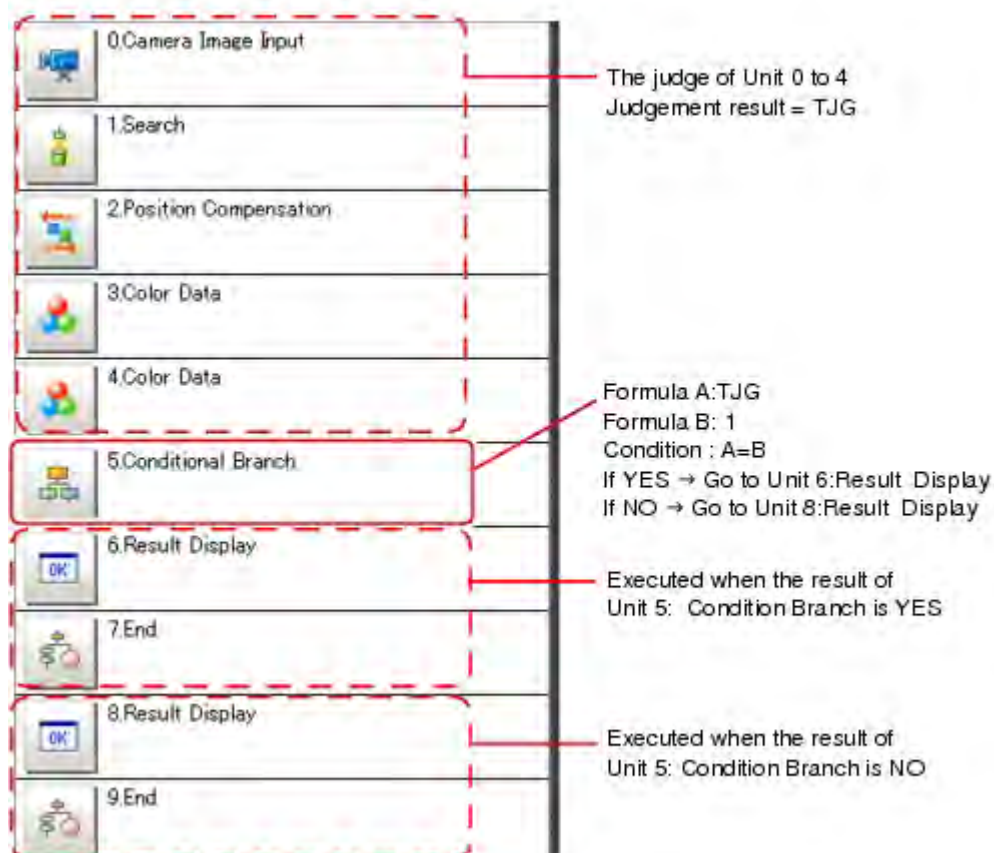 0.Camera Image Input
The judge of Unit 0 to 4
Judgement result = TJG
1.Search
2.Position Compensation
3.Color Data
4.Color Data
Formula A:TJG
Formula B: 1
Condition : A=B
If YES → Go to Unit 6:Result Display
If NO → Go to Unit 8:Result Display
5.Conditional Branch
6.Result Display
OK
Executed when the result of
Unit 5: Condition Branch is YES
7.End
8.Result Display
OK
Executed when the result of
Unit 5: Condition Branch is NO
9.End